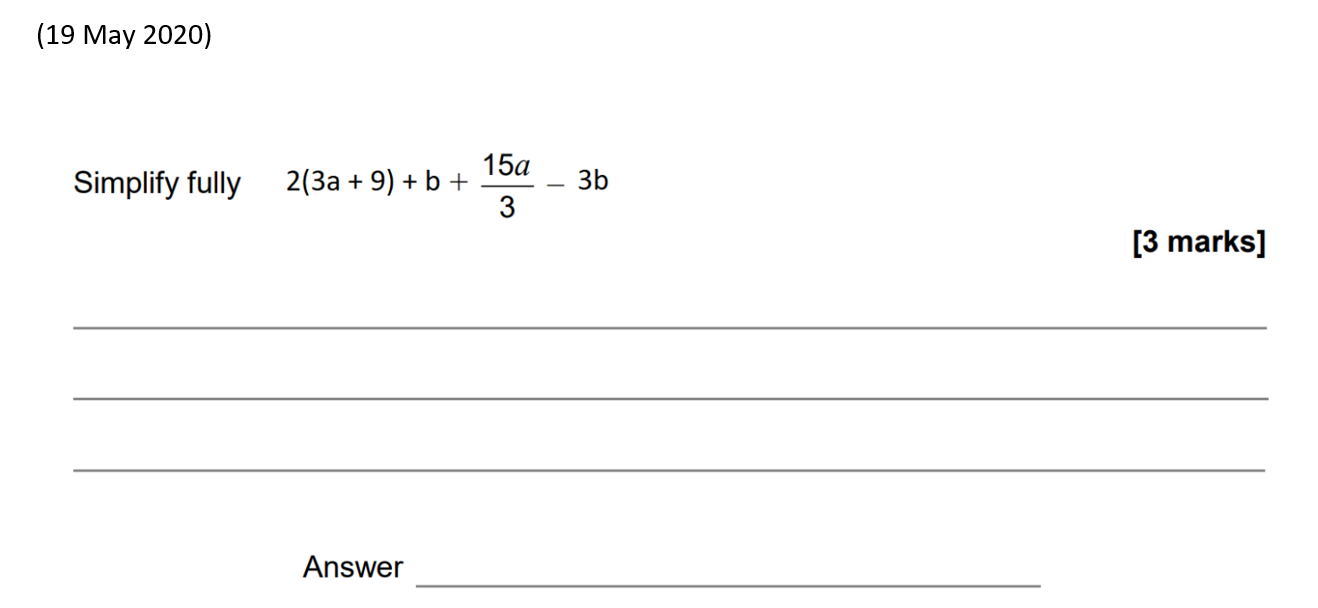 (19 May 2020)
Simplify fully 2(3a + 9) + b + 15a/3 − 3b
[3 marks]
Answer